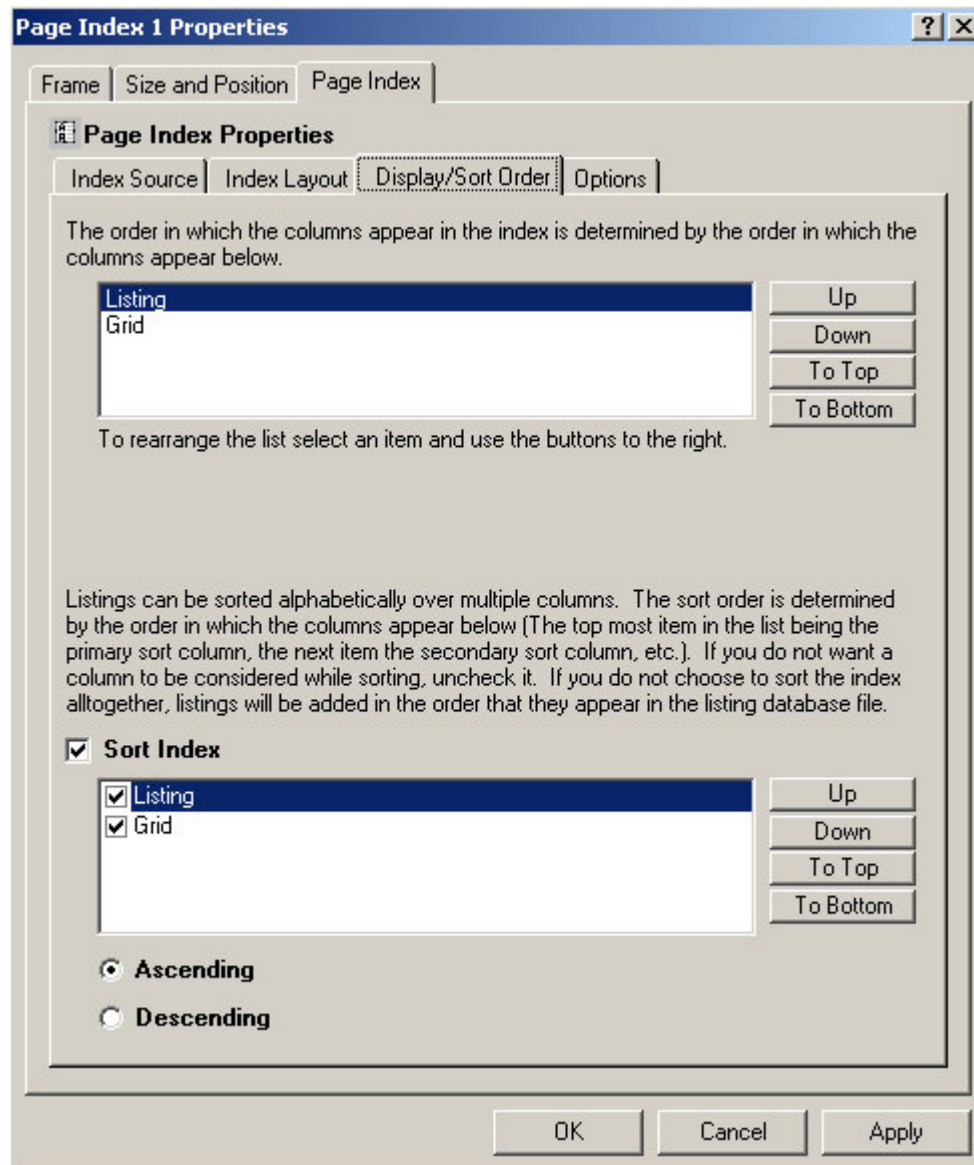 Page Index 1 Properties
Frame Size and Position Page Index
Page Index Properties
Index Source Index Layout Display/Sort Order Options
The order in which the columns appear in the index is determined by the order in which the
columns appear below.
Listing
Grid
Up
Down
To Top
To Bottom
To rearrange the list select an item and use the buttons to the right.
Listings can be sorted alphabetically over multiple columns. The sort order is determined
by the order in which the columns appear below (The top most item in the list being the
primary sort column, the next item the secondary sort column, etc.). If you do not want a
column to be considered while sorting, uncheck it. If you do not choose to sort the index
alltogether, listings will be added in the order that they appear in the listing database file.
Sort Index
Listing
Grid
Up
Down
To Top
To Bottom
Ascending
Descending
OK Cancel Apply